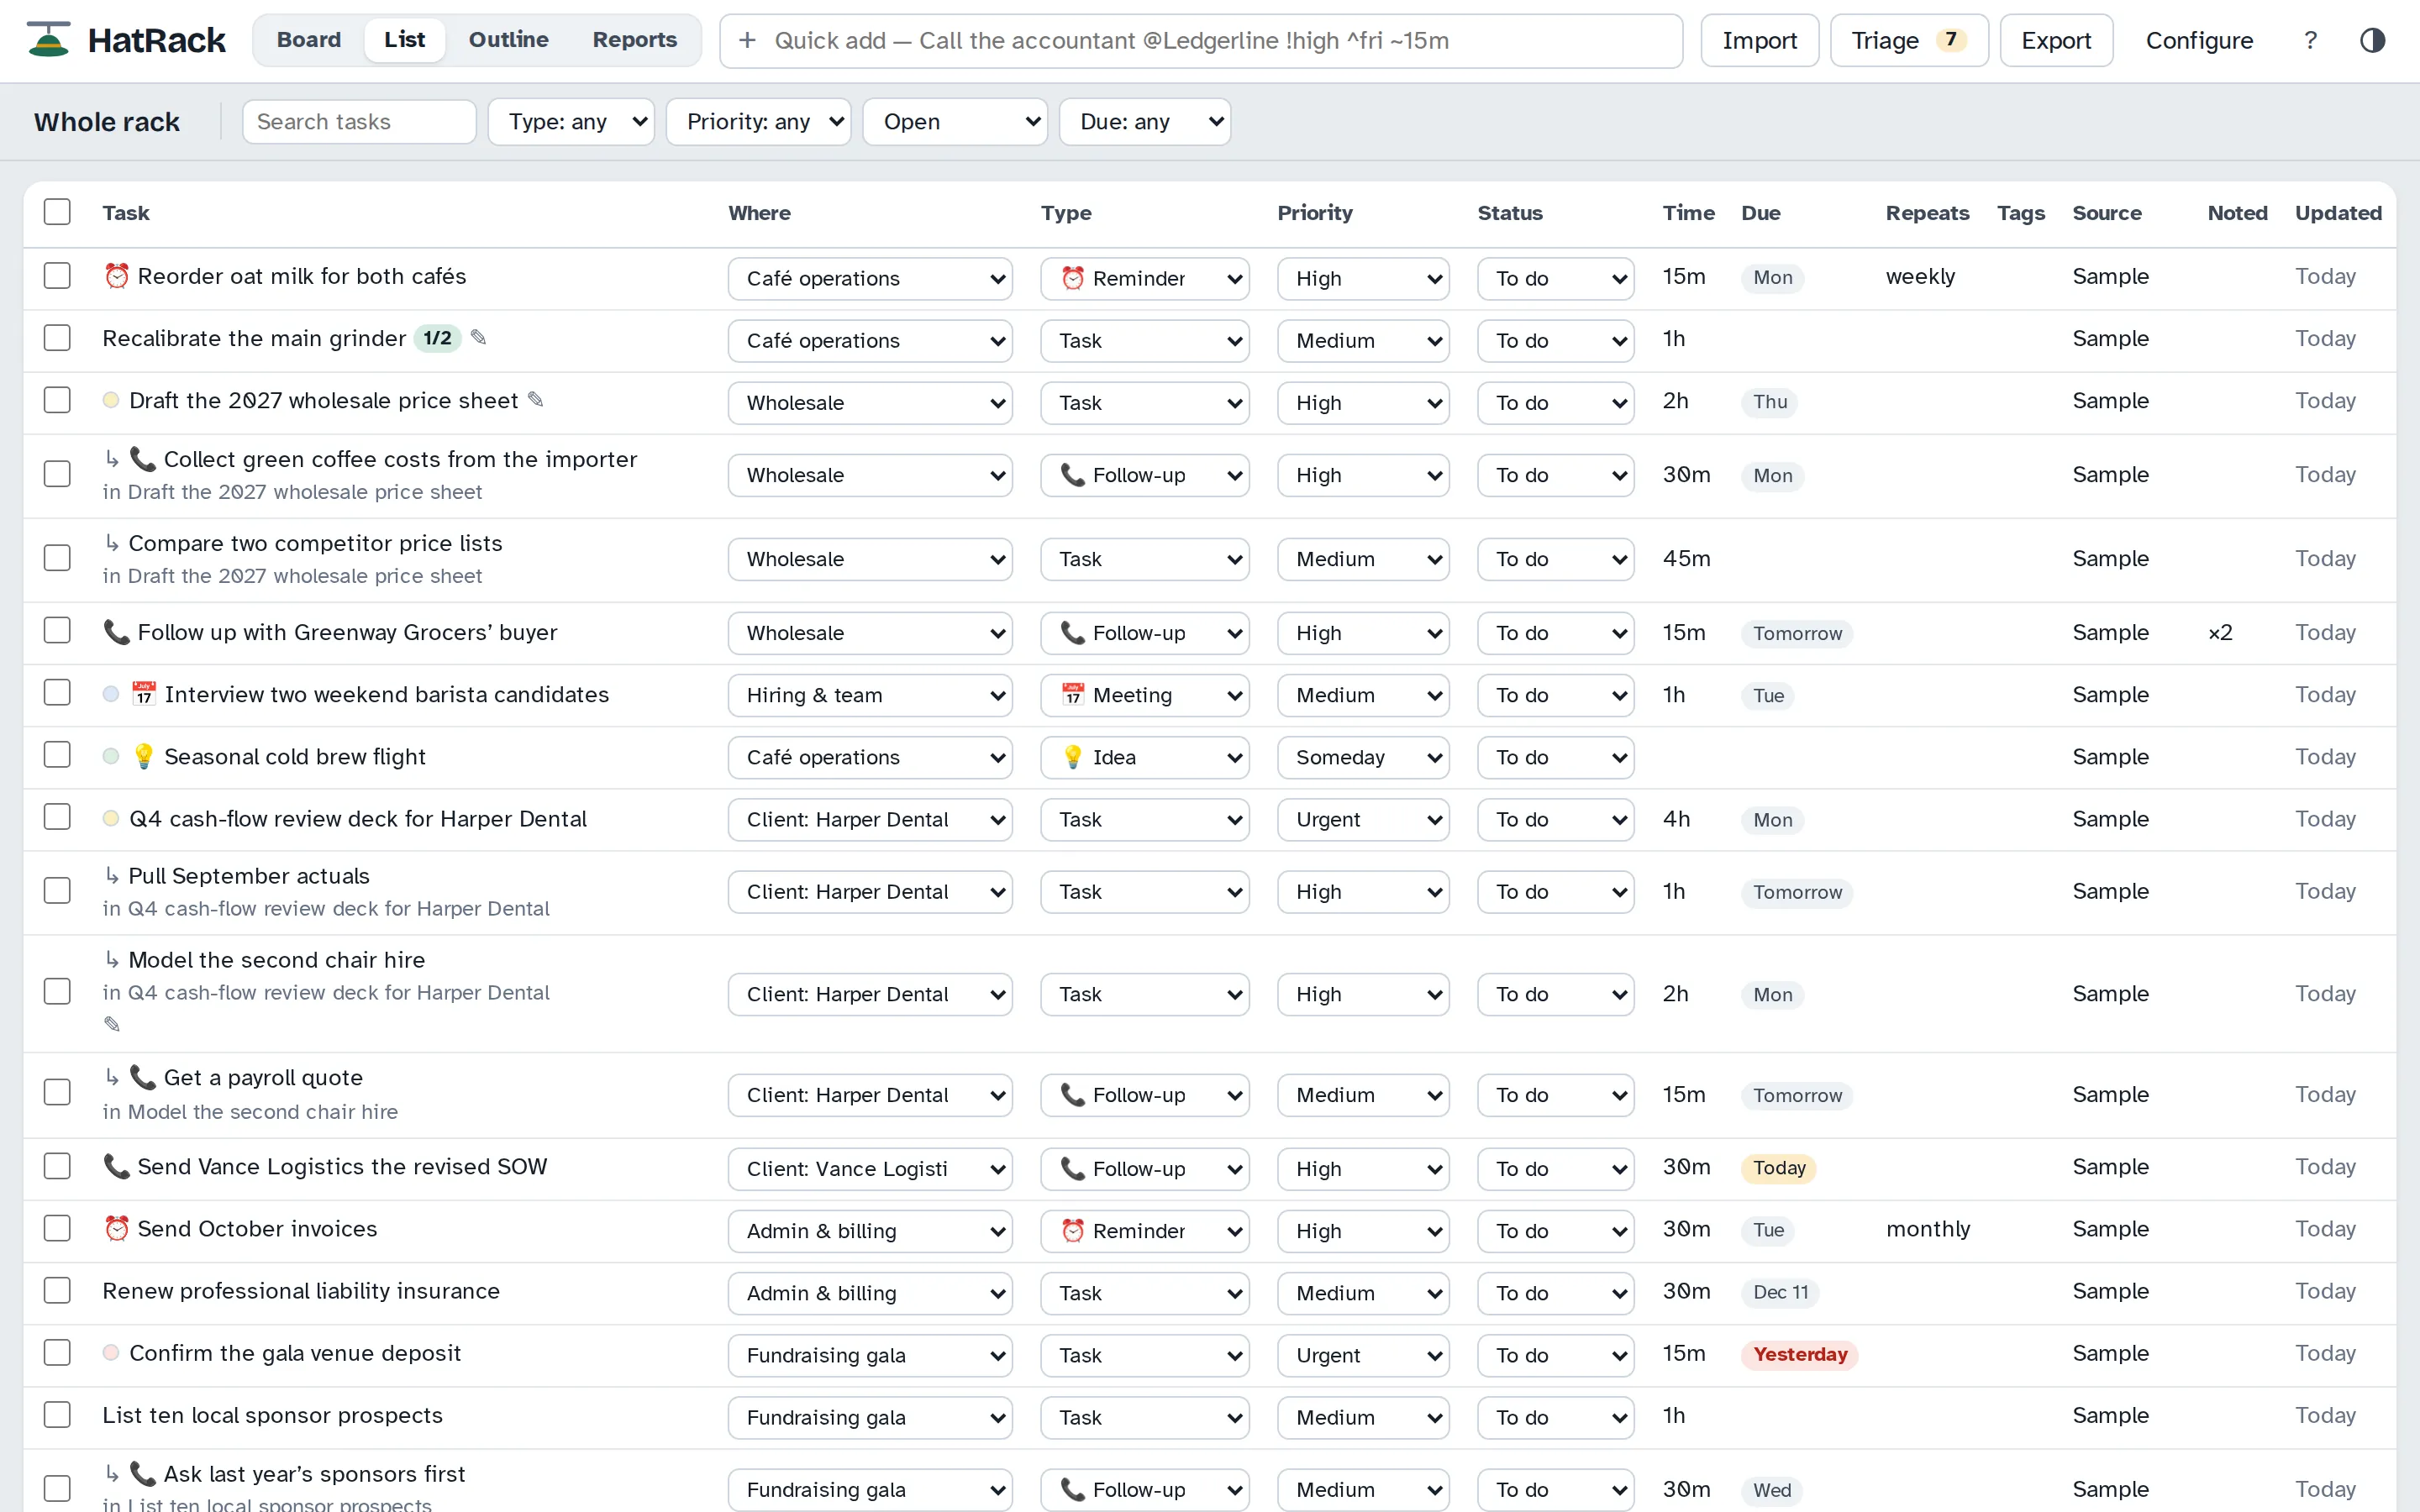 HatRack Board List Outline Reports + Quick add — Call the accountant @Ledgerline !high ^fri ~15m Import Triage 7 Export Configure ?
Whole rack Search tasks Type: any Priority: any Open Due: any
Task Where Type Priority Status Time Due Repeats Tags Source Noted Updated
⏰ Reorder oat milk for both cafés Café operations ⏰ Reminder High To do 15m Mon weekly Sample Today
Recalibrate the main grinder 1/2 ✎ Café operations Task Medium To do 1h Sample Today
Draft the 2027 wholesale price sheet ✎ Wholesale Task High To do 2h Thu Sample Today
↳ 📞 Collect green coffee costs from the importer Wholesale 📞 Follow-up High To do 30m Mon Sample Today
in Draft the 2027 wholesale price sheet
↳ Compare two competitor price lists Wholesale Task Medium To do 45m Sample Today
in Draft the 2027 wholesale price sheet
📞 Follow up with Greenway Grocers’ buyer Wholesale 📞 Follow-up High To do 15m Tomorrow Sample ×2 Today
📅 Interview two weekend barista candidates Hiring & team 📅 Meeting Medium To do 1h Tue Sample Today
💡 Seasonal cold brew flight Café operations 💡 Idea Someday To do Sample Today
Q4 cash-flow review deck for Harper Dental Client: Harper Dental Task Urgent To do 4h Mon Sample Today
↳ Pull September actuals Client: Harper Dental Task High To do 1h Tomorrow Sample Today
in Q4 cash-flow review deck for Harper Dental
↳ Model the second chair hire Client: Harper Dental Task High To do 2h Mon Sample Today
in Q4 cash-flow review deck for Harper Dental
✎
↳ 📞 Get a payroll quote Client: Harper Dental 📞 Follow-up Medium To do 15m Tomorrow Sample Today
in Model the second chair hire
📞 Send Vance Logistics the revised SOW Client: Vance Logisti 📞 Follow-up High To do 30m Today Sample Today
⏰ Send October invoices Admin & billing ⏰ Reminder High To do 30m Tue monthly Sample Today
Renew professional liability insurance Admin & billing Task Medium To do 30m Dec 11 Sample Today
Confirm the gala venue deposit Fundraising gala Task Urgent To do 15m Yesterday Sample Today
List ten local sponsor prospects Fundraising gala Task Medium To do 1h Sample Today
↳ 📞 Ask last year’s sponsors first Fundraising gala 📞 Follow-up Medium To do 30m Wed Sample Today
in List ten local sponsor prospects